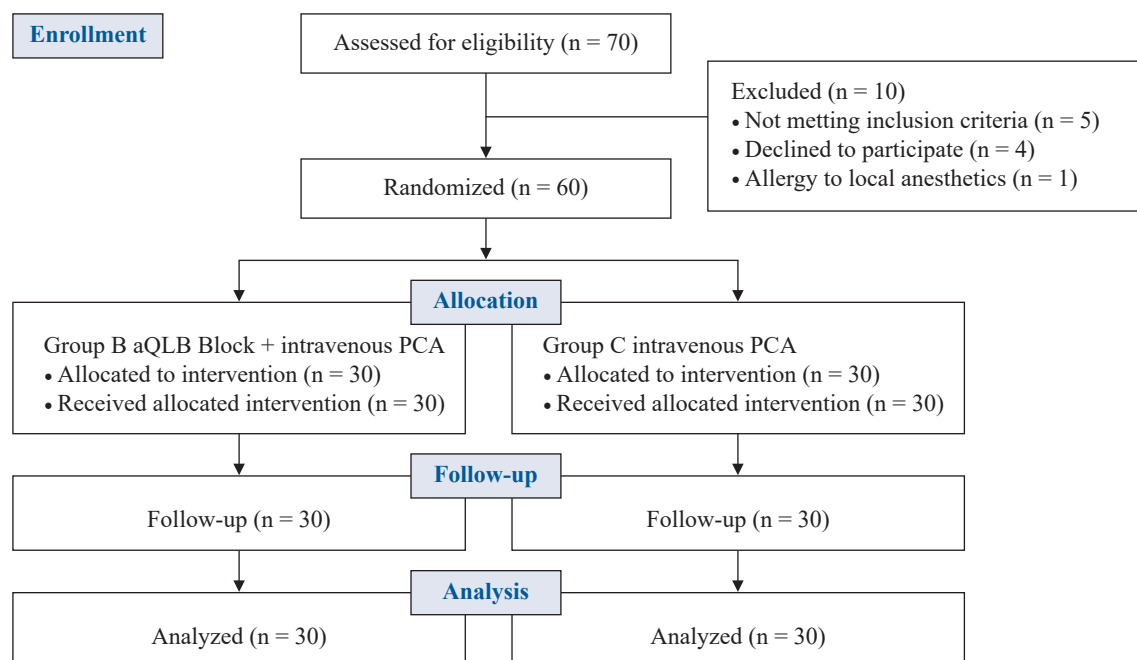 Enrollment
Assessed for eligibility (n = 70)
Excluded (n = 10)
• Not metting inclusion criteria (n = 5)
• Declined to participate (n = 4)
• Allergy to local anesthetics (n = 1)
Randomized (n = 60)
Allocation
Group B aQLB Block + intravenous PCA
• Allocated to intervention (n = 30)
• Received allocated intervention (n = 30)
Group C intravenous PCA
• Allocated to intervention (n = 30)
• Received allocated intervention (n = 30)
Follow-up
Follow-up (n = 30)
Follow-up (n = 30)
Analysis
Analyzed (n = 30)
Analyzed (n = 30)